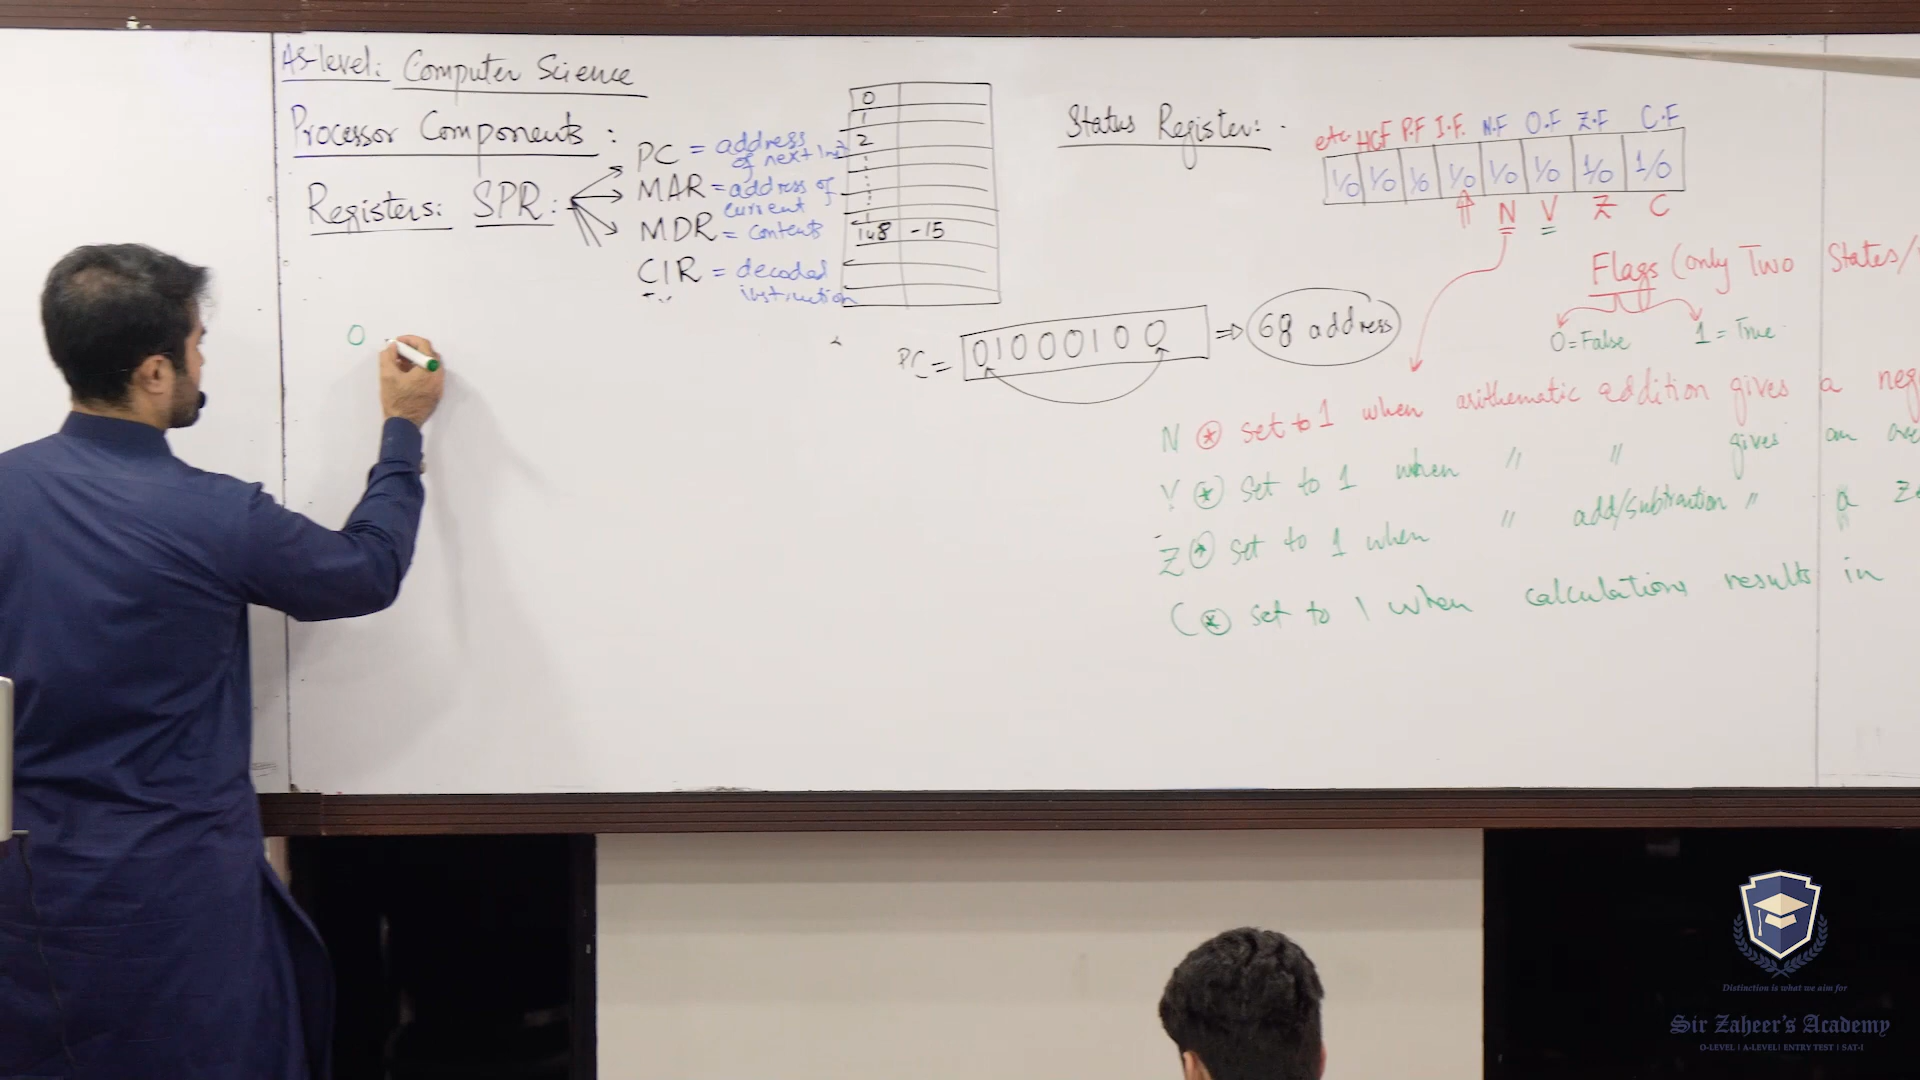 As-level: Computer Science
Processor Components:
Registers: SPR:
PC = address of next Ins
MAR = address of current
MDR = contents
CIR = decoded instruction
0
1
2
148 -15
PC = 01000100 => 68 address
Status Register:
etc HCF P.F I.F. N.F O.F Z.F C.F
1/0 1/0 1/0 1/0 1/0 1/0 1/0 1/0
N V Z C
Flags (only Two States/
0=False 1=True
N * set to 1 when arithematic addition gives a neg
V * set to 1 when " " gives an ove
Z * set to 1 when " add/subtraction " a Ze
C * set to 1 when calculations results in
0
Distinction is what we aim for
Sir Zaheer's Academy
O-LEVEL | A-LEVEL| ENTRY TEST | SAT-I